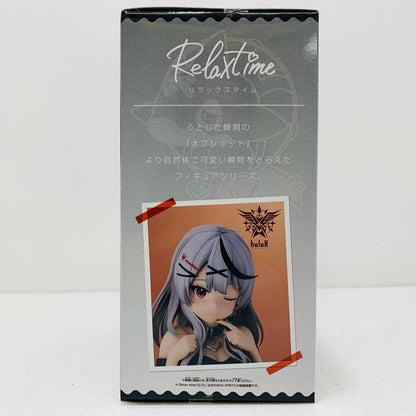 Relaxtime
リラックスタイム
ふとした瞬間の
『オフショット』
より自然体で可愛い瞬間をとらえた
フィギュアシリーズ。
holoX